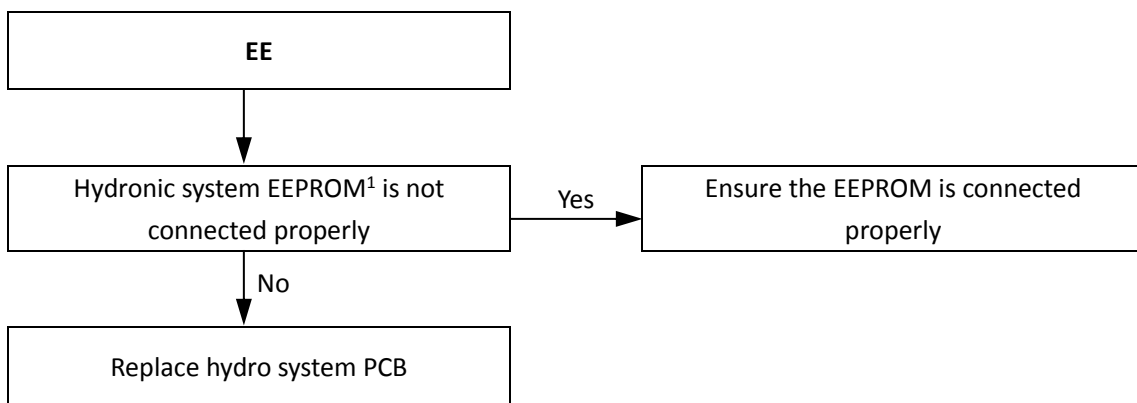 EE
Hydronic system EEPROM¹ is not
connected properly
Yes
Ensure the EEPROM is connected
properly
No
Replace hydro system PCB